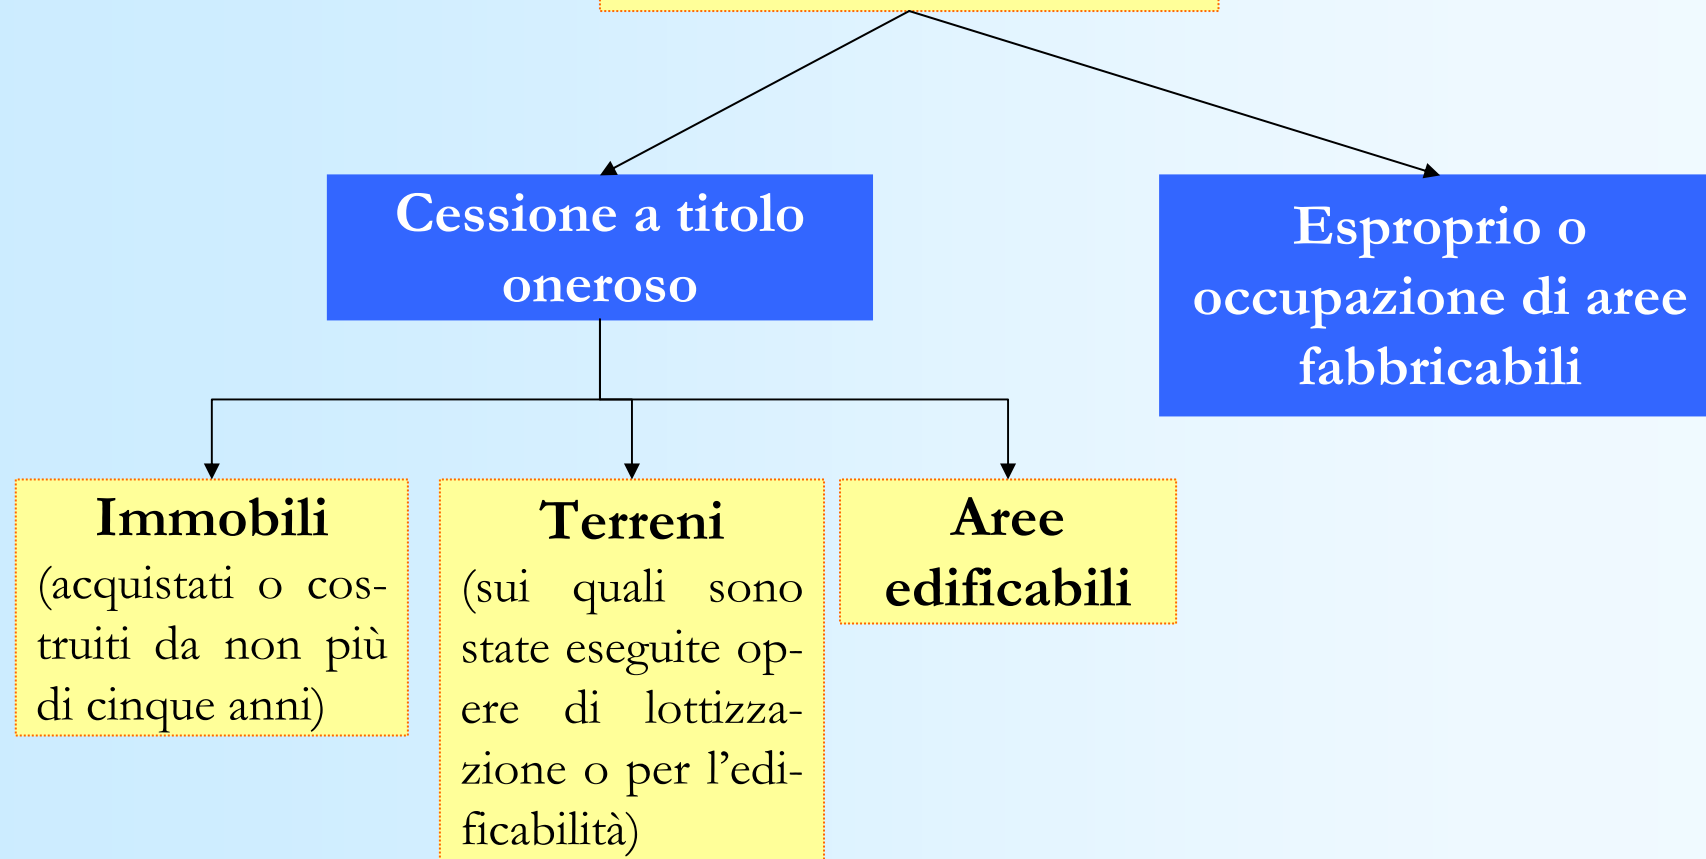 Cessione a titolo
oneroso
Esproprio o
occupazione di aree
fabbricabili
Immobili
(acquistati o cos-
truiti da non più
di cinque anni)
Terreni
(sui quali sono
state eseguite op-
ere di lottizza-
zione o per l’edi-
ficabilità)
Aree
edificabili